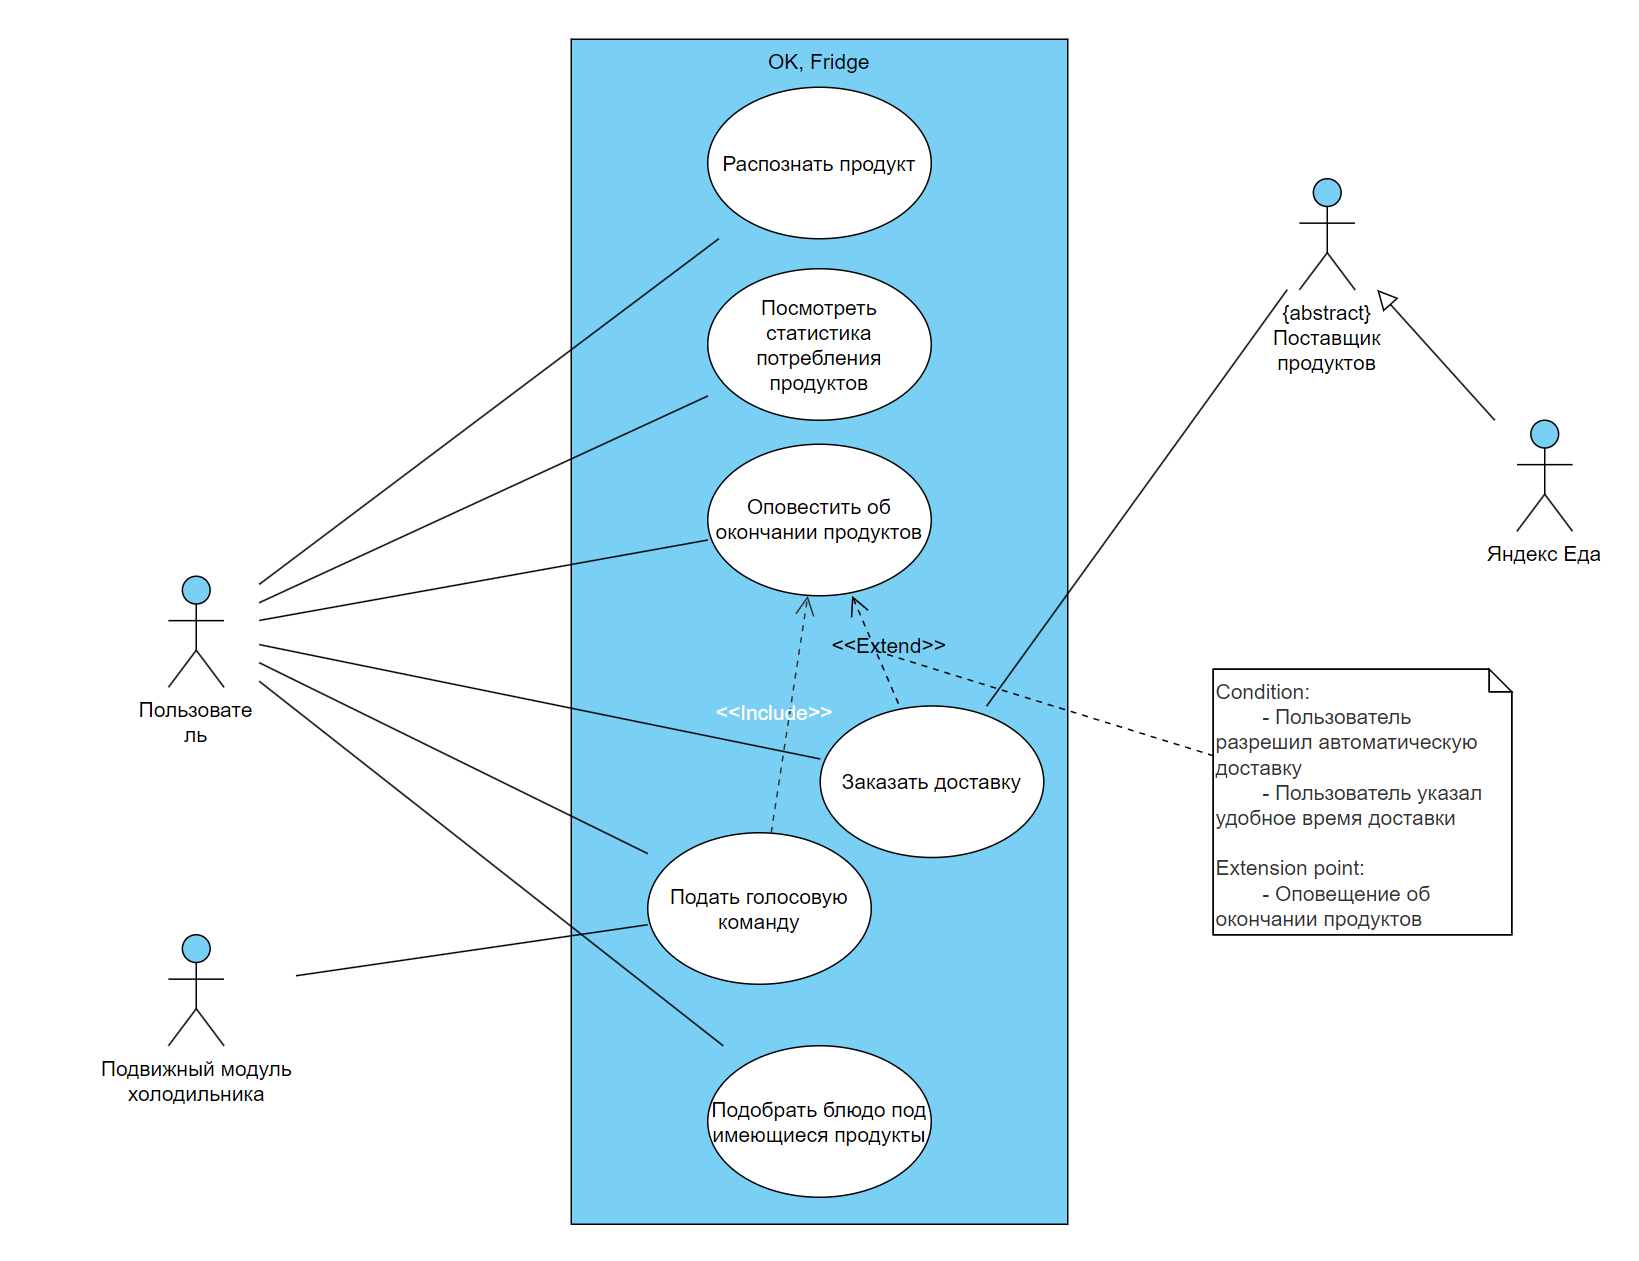 OK, Fridge
Распознать продукт
Посмотреть
статистика
потребления
продуктов
Оповестить об
окончании продуктов
<<Extend>>
<<Include>>
Заказать доставку
Подать голосовую
команду
Подобрать блюдо под
имеющиеся продукты
Пользовате
ль
Подвижный модуль
холодильника
{abstract}
Поставщик
продуктов
Яндекс Еда
Condition:
- Пользователь
разрешил автоматическую
доставку
- Пользователь указал
удобное время доставки
Extension point:
- Оповещение об
окончании продуктов